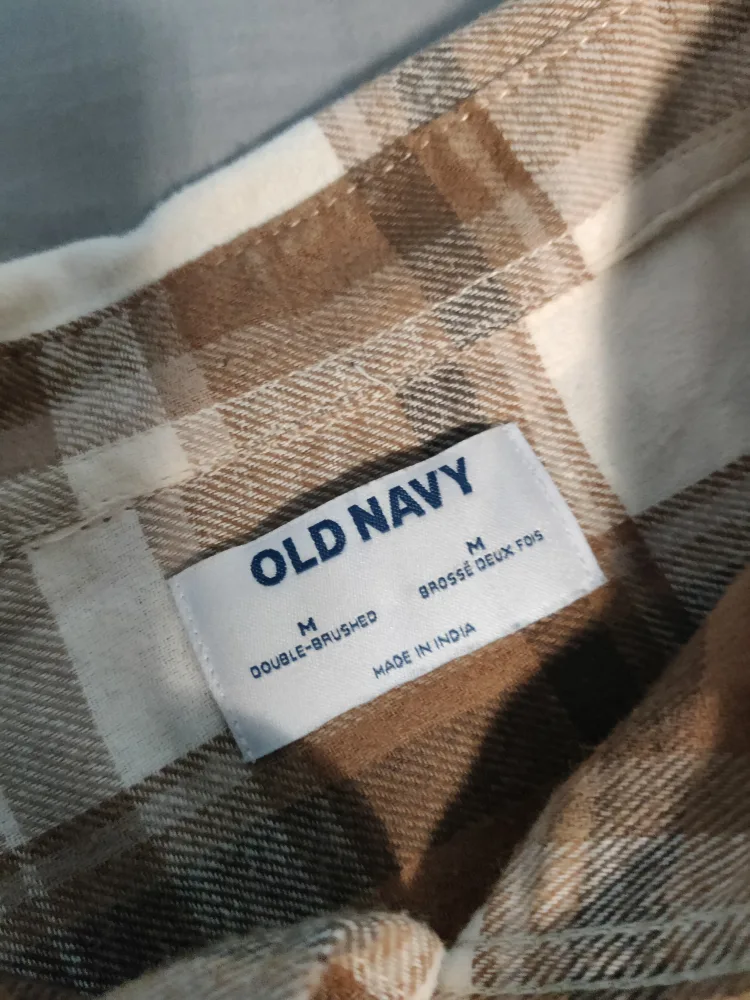 OLD NAVY
M
DOUBLE-BRUSHED
M
BROSSÉ DEUX FOIS
MADE IN INDIA